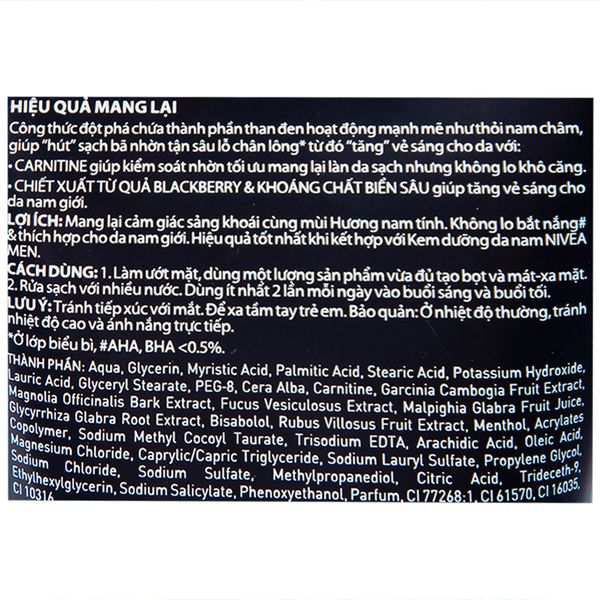 HIỆU QUẢ MANG LẠI
Công thức đột phá chứa thành phần than đen hoạt động mạnh mẽ như thỏi nam châm,
giúp “hút” sạch bã nhờn tận sâu lỗ chân lông* từ đó “tăng” vẻ sáng cho da với:
• CARNITINE giúp kiểm soát nhờn tối ưu mang lại làn da sạch nhưng không lo khô căng.
• CHIẾT XUẤT TỪ QUẢ BLACKBERRY & KHOÁNG CHẤT BIỂN SÂU giúp tăng vẻ sáng cho
da nam giới.
LỢI ÍCH: Mang lại cảm giác sảng khoái cùng mùi Hương nam tính. Không lo bắt nắng#
& thích hợp cho da nam giới. Hiệu quả tốt nhất khi kết hợp với Kem dưỡng da nam NIVEA
MEN.
CÁCH DÙNG: 1. Làm ướt mặt, dùng một lượng sản phẩm vừa đủ tạo bọt và mát-xa mặt.
2. Rửa sạch với nhiều nước. Dùng ít nhất 2 lần mỗi ngày vào buổi sáng và buổi tối.
LƯU Ý: Tránh tiếp xúc với mắt. Để xa tầm tay trẻ em. Bảo quản: Ở nhiệt độ thường, tránh
nhiệt độ cao và ánh nắng trực tiếp.
*Ở lớp biểu bì, #AHA, BHA <0.5%.
THÀNH PHẦN: Aqua, Glycerin, Myristic Acid, Palmitic Acid, Stearic Acid, Potassium Hydroxide,
Lauric Acid, Glyceryl Stearate, PEG-8, Cera Alba, Carnitine, Garcinia Cambogia Fruit Extract,
Magnolia Officinalis Bark Extract, Fucus Vesiculosus Extract, Malpighia Glabra Fruit Juice,
Glycyrrhiza Glabra Root Extract, Bisabolol, Rubus Villosus Fruit Extract, Menthol, Acrylates
Copolymer, Sodium Methyl Cocoyl Taurate, Trisodium EDTA, Arachidic Acid, Oleic Acid,
Magnesium Chloride, Caprylic/Capric Triglyceride, Sodium Lauryl Sulfate, Propylene Glycol,
Sodium Chloride, Sodium Sulfate, Methylpropanediol, Citric Acid, Trideceth-9,
Ethylhexylglycerin, Sodium Salicylate, Phenoxyethanol, Parfum, CI 77268:1, CI 61570, CI 16035,
CI 10316